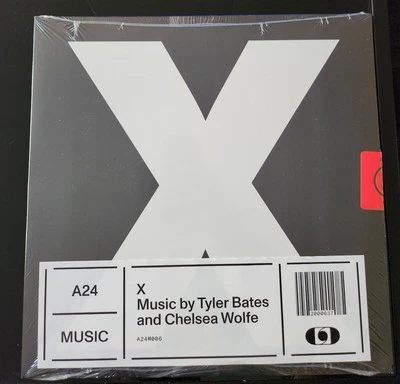 X
A24
MUSIC
X
Music by Tyler Bates
and Chelsea Wolfe
A24M086